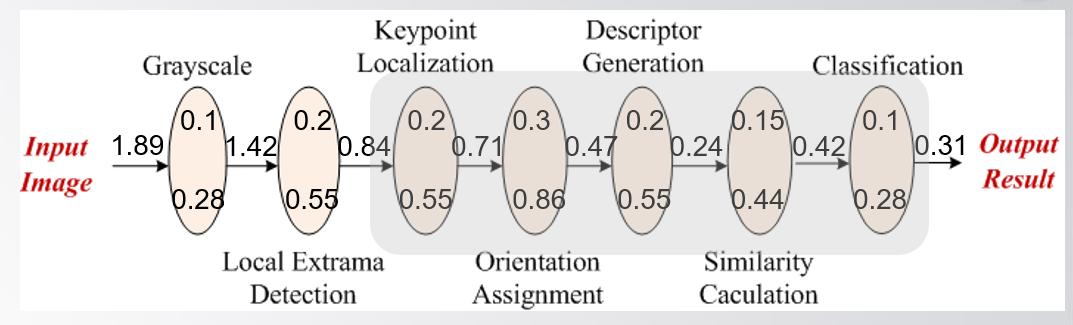 Keypoint
Localization
Descriptor
Generation
Grayscale
Classification
0.1
0.2
0.2
0.3
0.2
0.15
0.1
Input
Image
1.89
1.42
0.84
0.71
0.47
0.24
0.42
0.31
Output
Result
0.28
0.55
0.55
0.86
0.55
0.44
0.28
Local Extrama
Detection
Orientation
Assignment
Similarity
Caculation